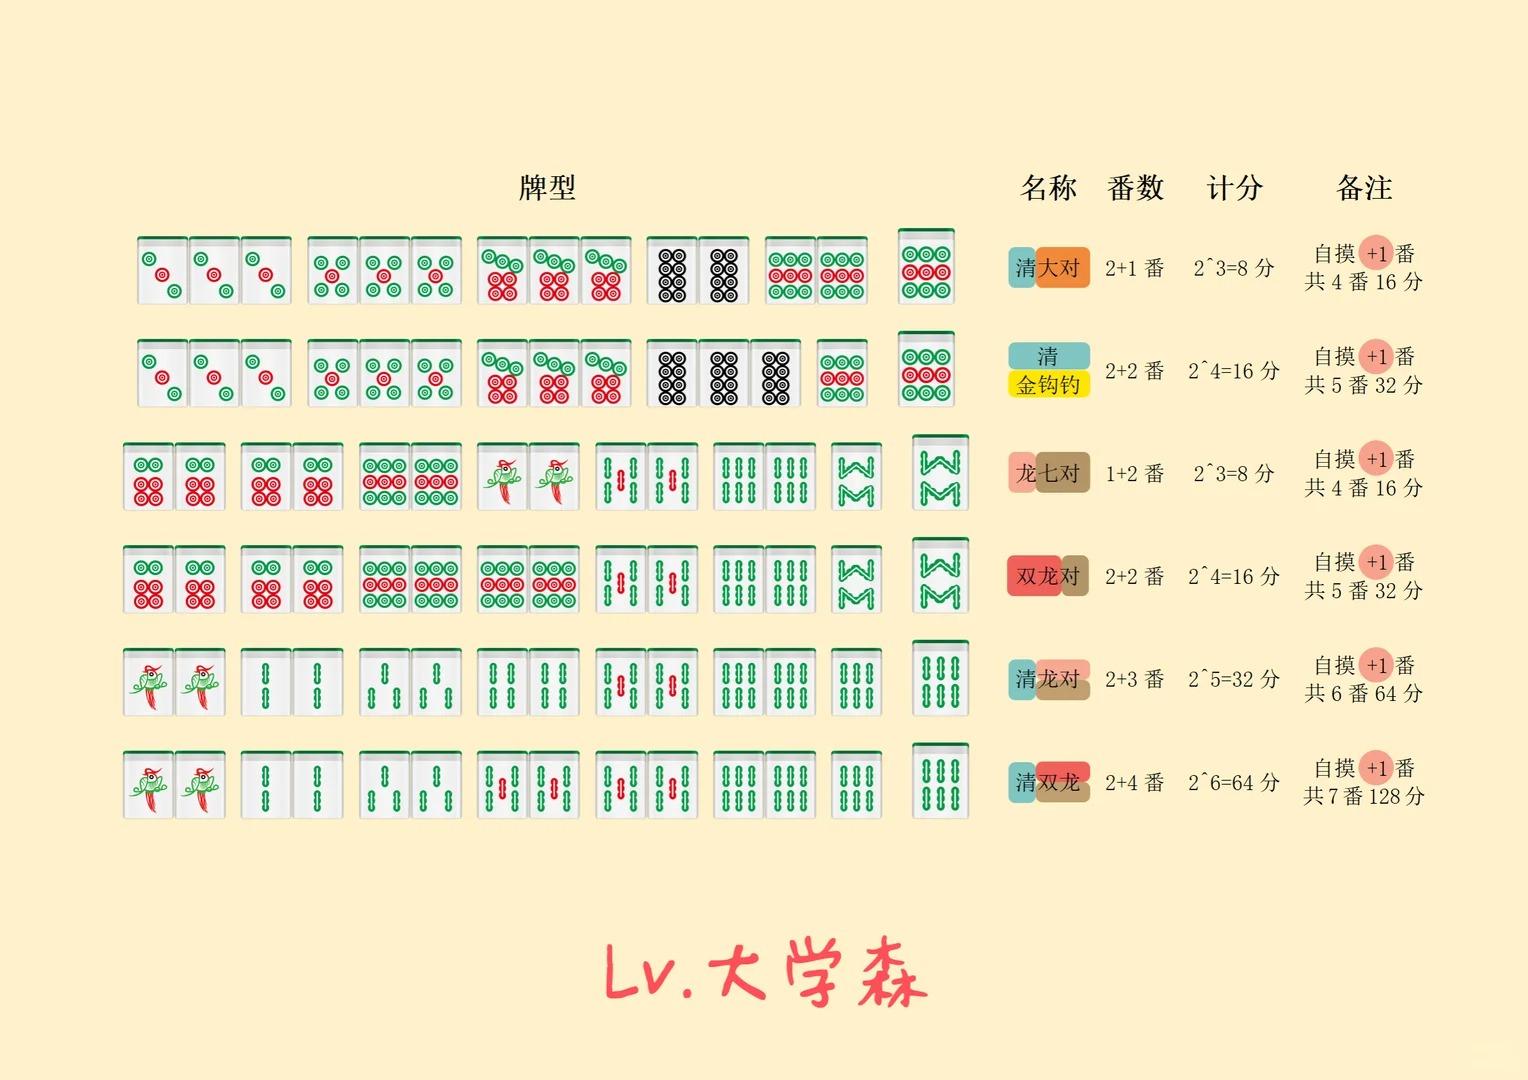 牌型 名称 番数 计分 备注
清大对 2+1 番 2^3=8 分 自摸 +1 番
共 4 番 16 分
清
金钩钓 2+2 番 2^4=16 分 自摸 +1 番
共 5 番 32 分
龙七对 1+2 番 2^3=8 分 自摸 +1 番
共 4 番 16 分
双龙对 2+2 番 2^4=16 分 自摸 +1 番
共 5 番 32 分
清龙对 2+3 番 2^5=32 分 自摸 +1 番
共 6 番 64 分
清双龙 2+4 番 2^6=64 分 自摸 +1 番
共 7 番 128 分
Lv.大学森